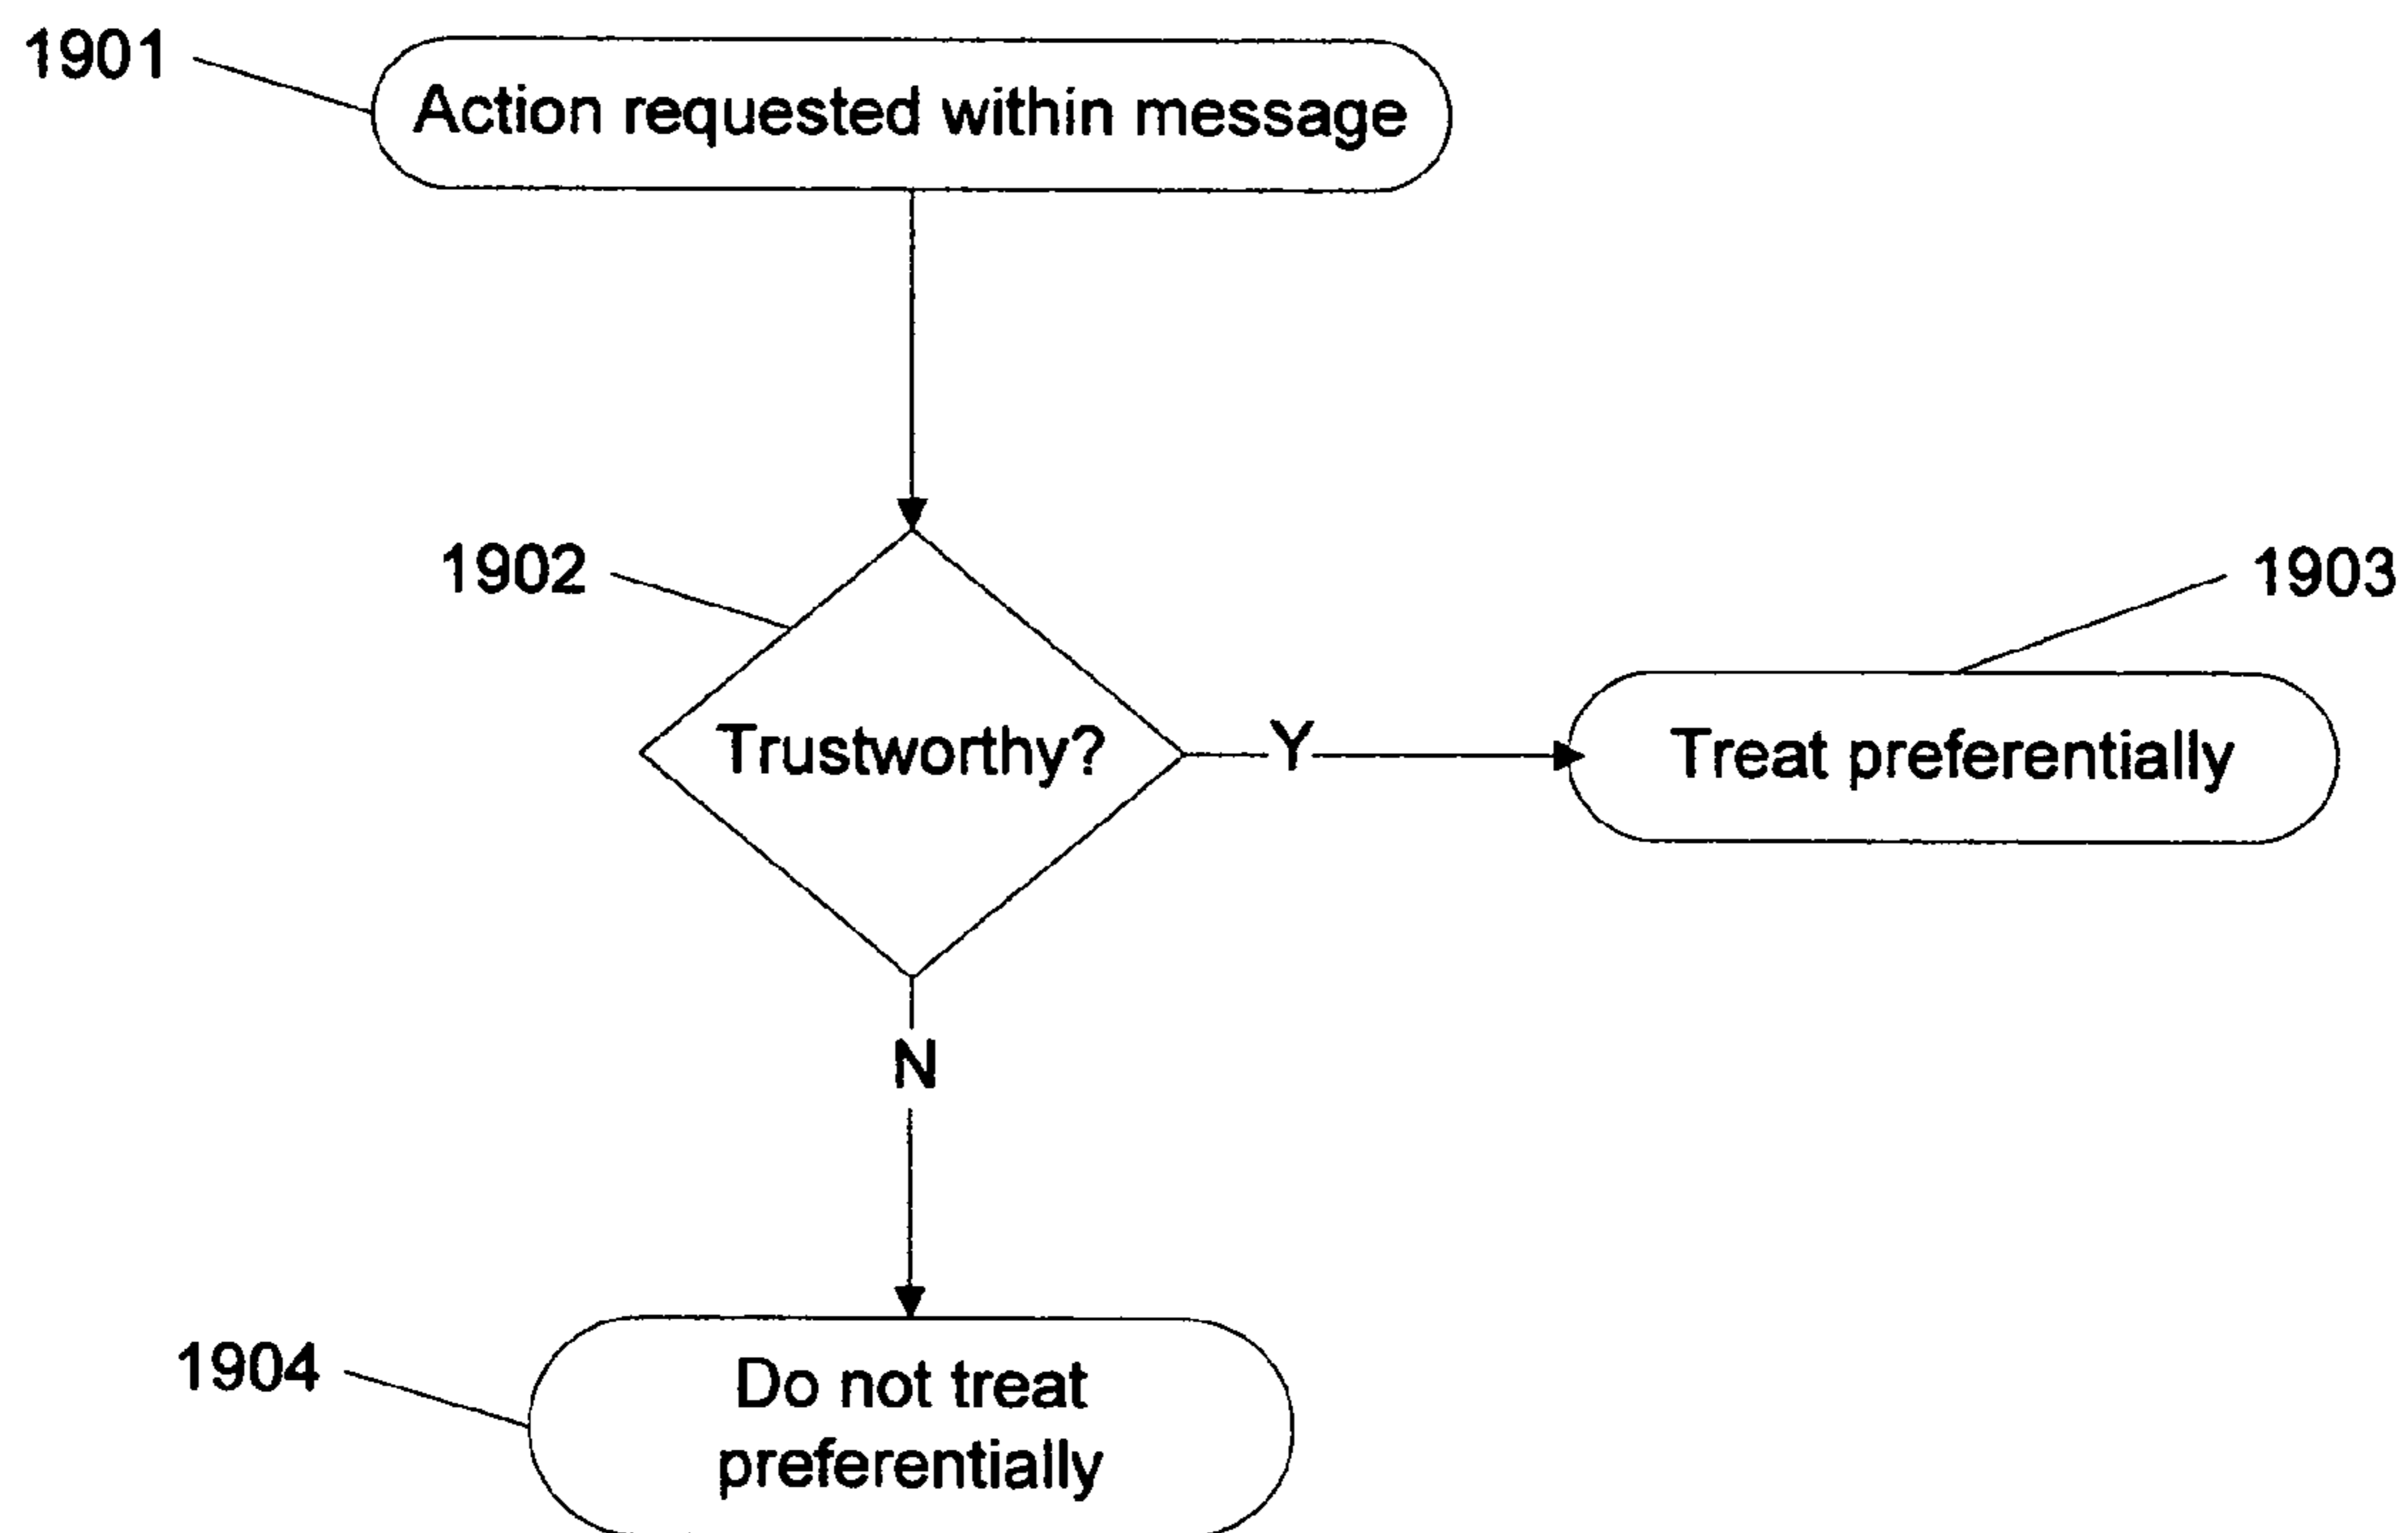 1901
Action requested within message
1902
1903
Trustworthy?
Y
Treat preferentially
N
1904
Do not treat
preferentially